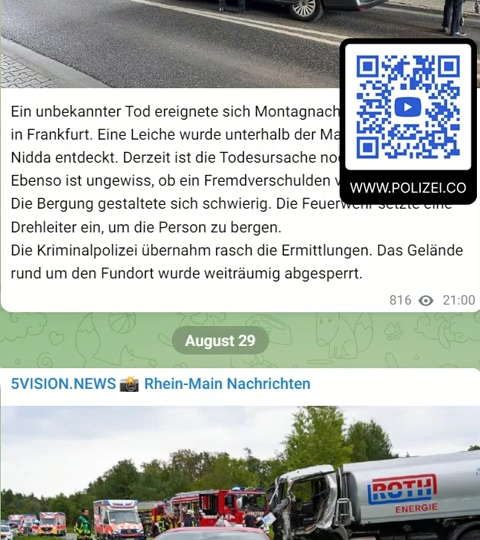 Ein unbekannter Tod ereignete sich Montagnach
in Frankfurt. Eine Leiche wurde unterhalb der
Nidda entdeckt. Derzeit ist die Todesursache
Ebenso ist ungewiss, ob ein Fremdverschulden
Die Bergung gestaltete sich schwierig. Die Feuerwehr setzte eine
Drehleiter ein, um die Person zu bergen.
Die Kriminalpolizei übernahm rasch die Ermittlungen. Das Gelände
rund um den Fundort wurde weiträumig abgesperrt.
WWW.POLIZEI.CO
816 21:00
August 29
5VISION.NEWS 📸 Rhein-Main Nachrichten
ROTH
ENERGIE